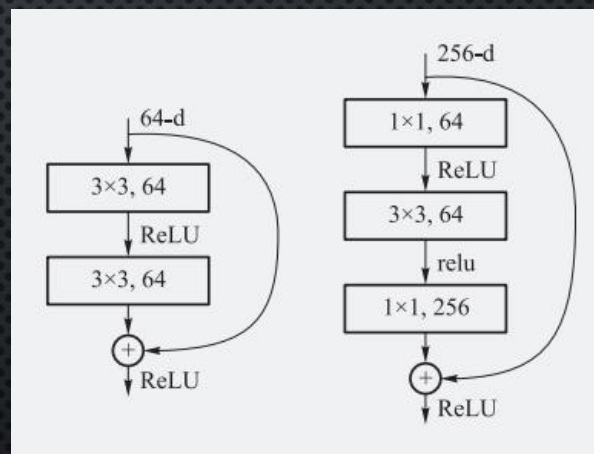 64-d
3×3, 64
ReLU
3×3, 64
+
ReLU
256-d
1×1, 64
ReLU
3×3, 64
relu
1×1, 256
+
ReLU